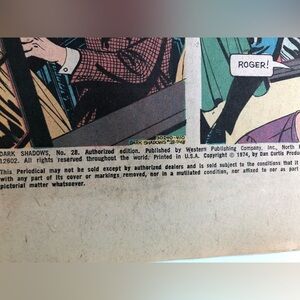 ROGER!
DARK SHADOWS, No. 28. Authorized edition. Published by Western Publishing Company, Inc., North
12602. All rights reserved throughout the world. Printed in U.S.A. Copyright © 1974, by Dan Curtis Produ
This Periodical may not be sold except by authorized dealers and is sold subject to the conditions that
with any part of its cover or markings removed, nor in a mutilated condition, nor affixed to nor as part
pictorial matter whatsoever.